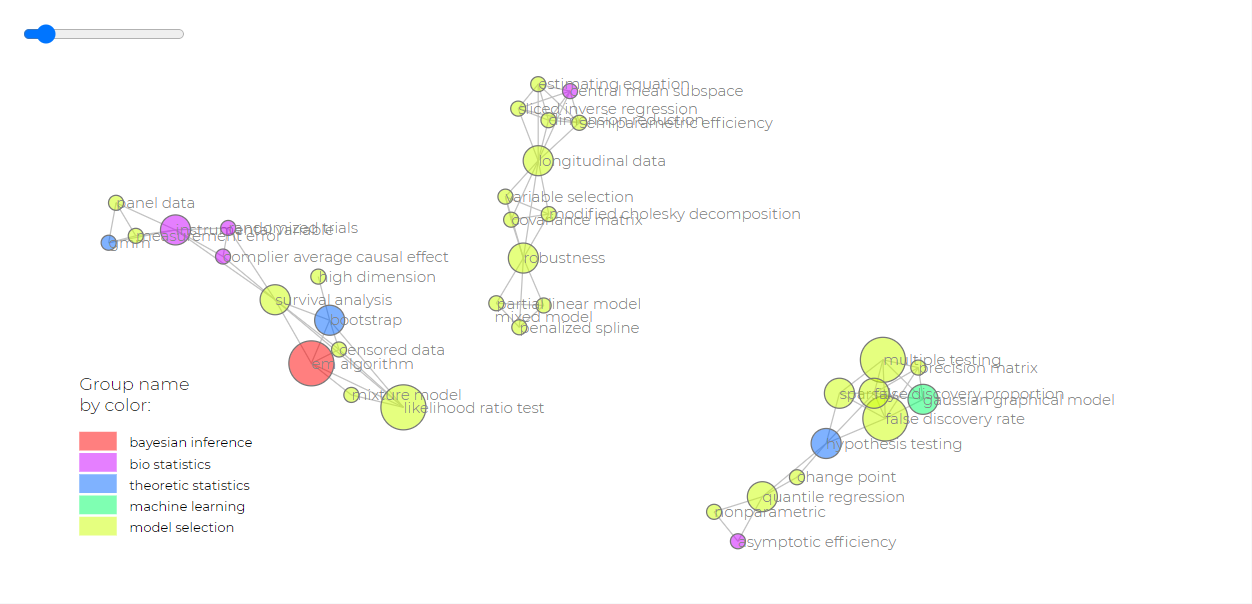 estimating equation
central mean subspace
sliced inverse regression
dimension reduction
semiparametric efficiency
longitudinal data
variable selection
modified cholesky decomposition
covariance matrix
robustness
partial linear model
mixed model
penalized spline
panel data
instrumental variable
randomized trials
measurement error
gmm
complier average causal effect
high dimension
survival analysis
bootstrap
censored data
em algorithm
mixture model
likelihood ratio test
multiple testing
precision matrix
false discovery proportion
gaussian graphical model
false discovery rate
hypothesis testing
change point
quantile regression
nonparametric
asymptotic efficiency
Group name
by color:
bayesian inference
bio statistics
theoretic statistics
machine learning
model selection